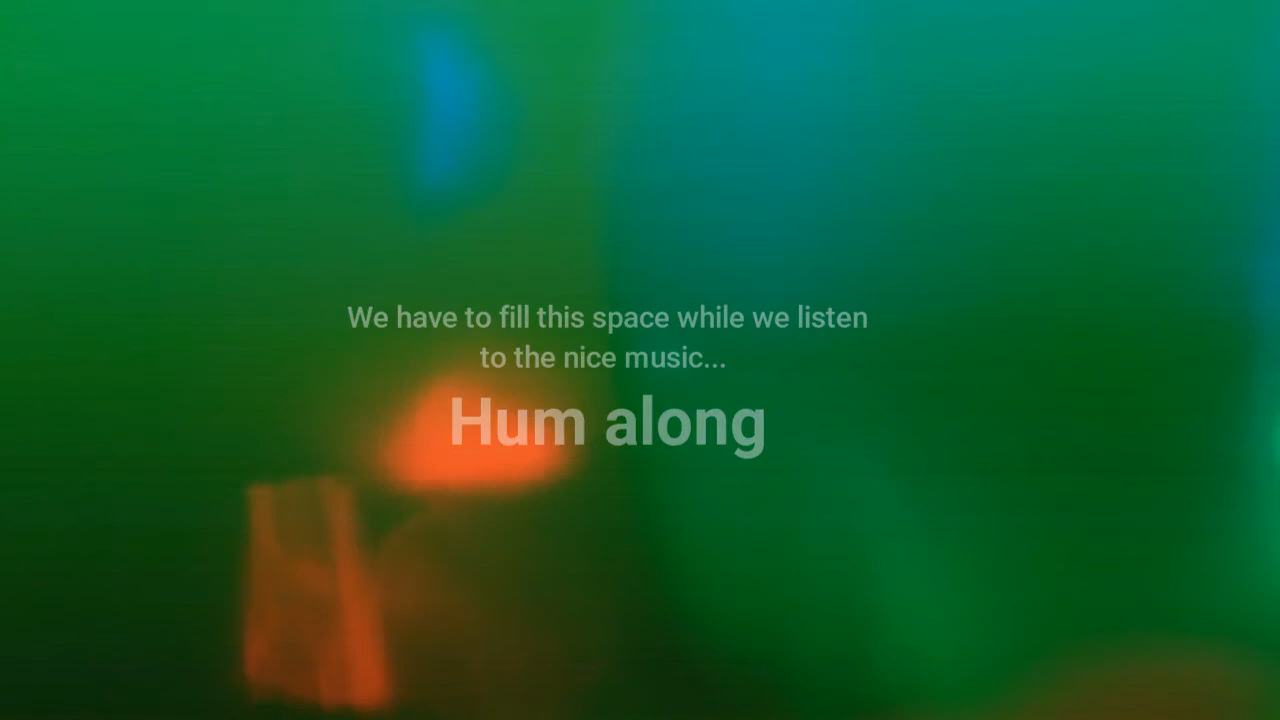 We have to fill this space while we listen
to the nice music...
Hum along